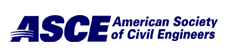 ASCE American Society
of Civil Engineers